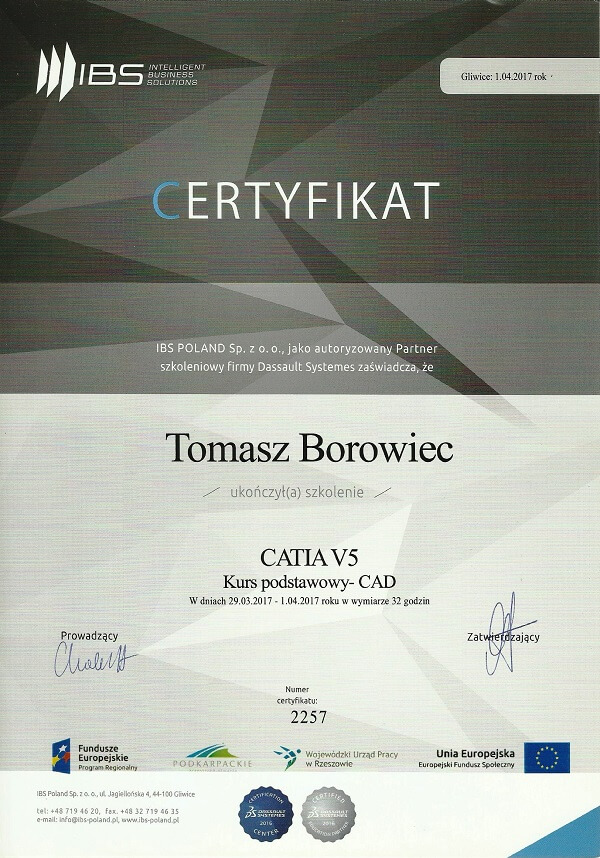 IBS INTELLIGENT
BUSINESS
SOLUTIONS
Gliwice: 1.04.2017 rok
CERTYFIKAT
IBS POLAND Sp. z o. o., jako autoryzowany Partner
szkoleniowy firmy Dassault Systemes zaświadcza, że
Tomasz Borowiec
ukończył(a) szkolenie
CATIA V5
Kurs podstawowy- CAD
W dniach 29.03.2017 - 1.04.2017 roku w wymiarze 32 godzin
Prowadzący
Zatwierdzający
Numer
certyfikatu:
2257
Fundusze
Europejskie
Program Regionalny
PODKARPACKIE
Wojewódzki Urząd Pracy
w Rzeszowie
Unia Europejska
Europejski Fundusz Społeczny
IBS Poland Sp. z o.o., ul. Jagiellońska 4, 44-100 Gliwice
tel: +48 719 46 20, fax. +48 32 719 46 35
e-mail: info@ibs-poland.pl, www.ibs-poland.pl
CERTIFICATION
DASSAULT
SYSTEMES
2016
CENTER
CERTIFIED
DASSAULT
SYSTEMES
2016
EDUCATION PARTNER